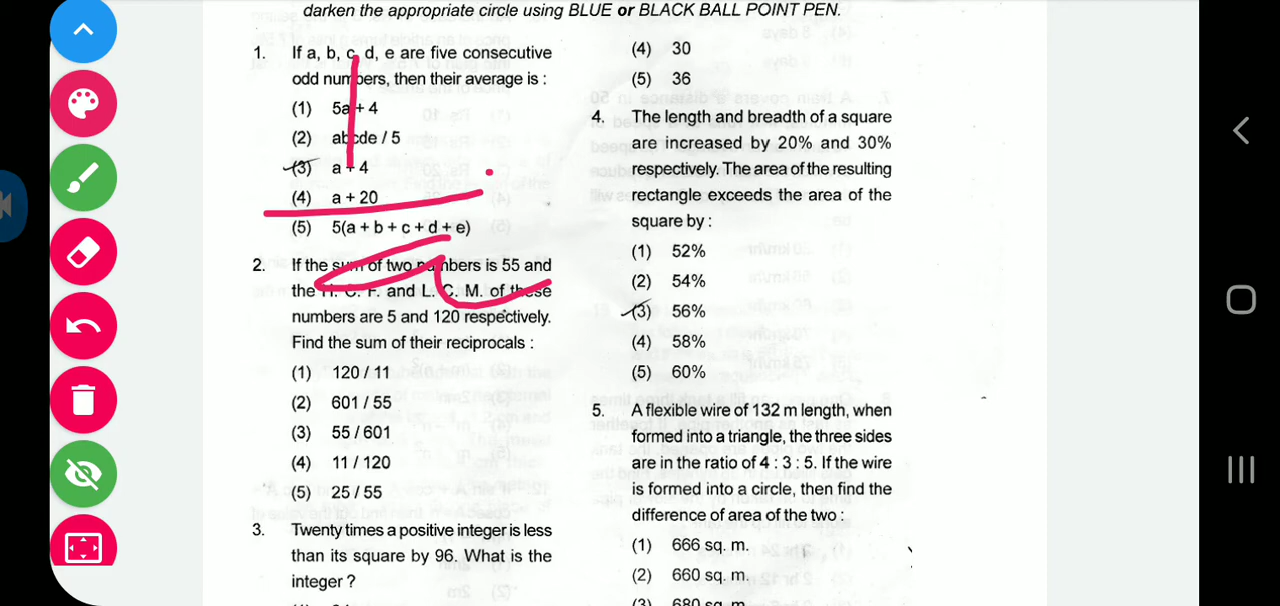 darken the appropriate circle using BLUE or BLACK BALL POINT PEN.
1. If a, b, c, d, e are five consecutive
odd numbers, then their average is :
(1) 5a + 4
(2) abcde / 5
(3) a + 4
(4) a + 20
(5) 5(a + b + c + d + e)
2. If the sum of two numbers is 55 and
the H. C. F. and L. C. M. of these
numbers are 5 and 120 respectively.
Find the sum of their reciprocals :
(1) 120 / 11
(2) 601 / 55
(3) 55 / 601
(4) 11 / 120
(5) 25 / 55
3. Twenty times a positive integer is less
than its square by 96. What is the
integer ?
(4) 30
(5) 36
4. The length and breadth of a square
are increased by 20% and 30%
respectively. The area of the resulting
rectangle exceeds the area of the
square by :
(1) 52%
(2) 54%
(3) 56%
(4) 58%
(5) 60%
5. A flexible wire of 132 m length, when
formed into a triangle, the three sides
are in the ratio of 4 : 3 : 5. If the wire
is formed into a circle, then find the
difference of area of the two :
(1) 666 sq. m.
(2) 660 sq. m.
(3) 680 sq. m